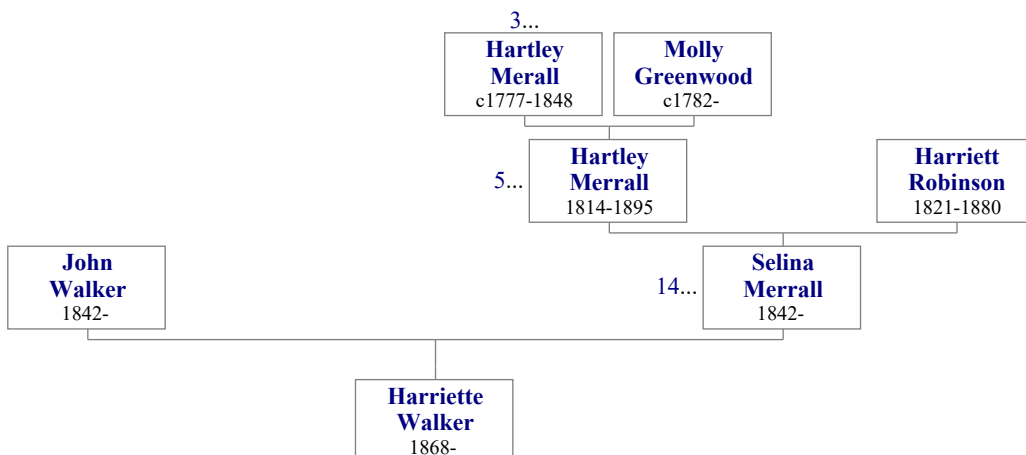 3...
Hartley
Merall
c1777-1848
Molly
Greenwood
c1782-
5...
Hartley
Merrall
1814-1895
Harriett
Robinson
1821-1880
John
Walker
1842-
14...
Selina
Merrall
1842-
Harriette
Walker
1868-